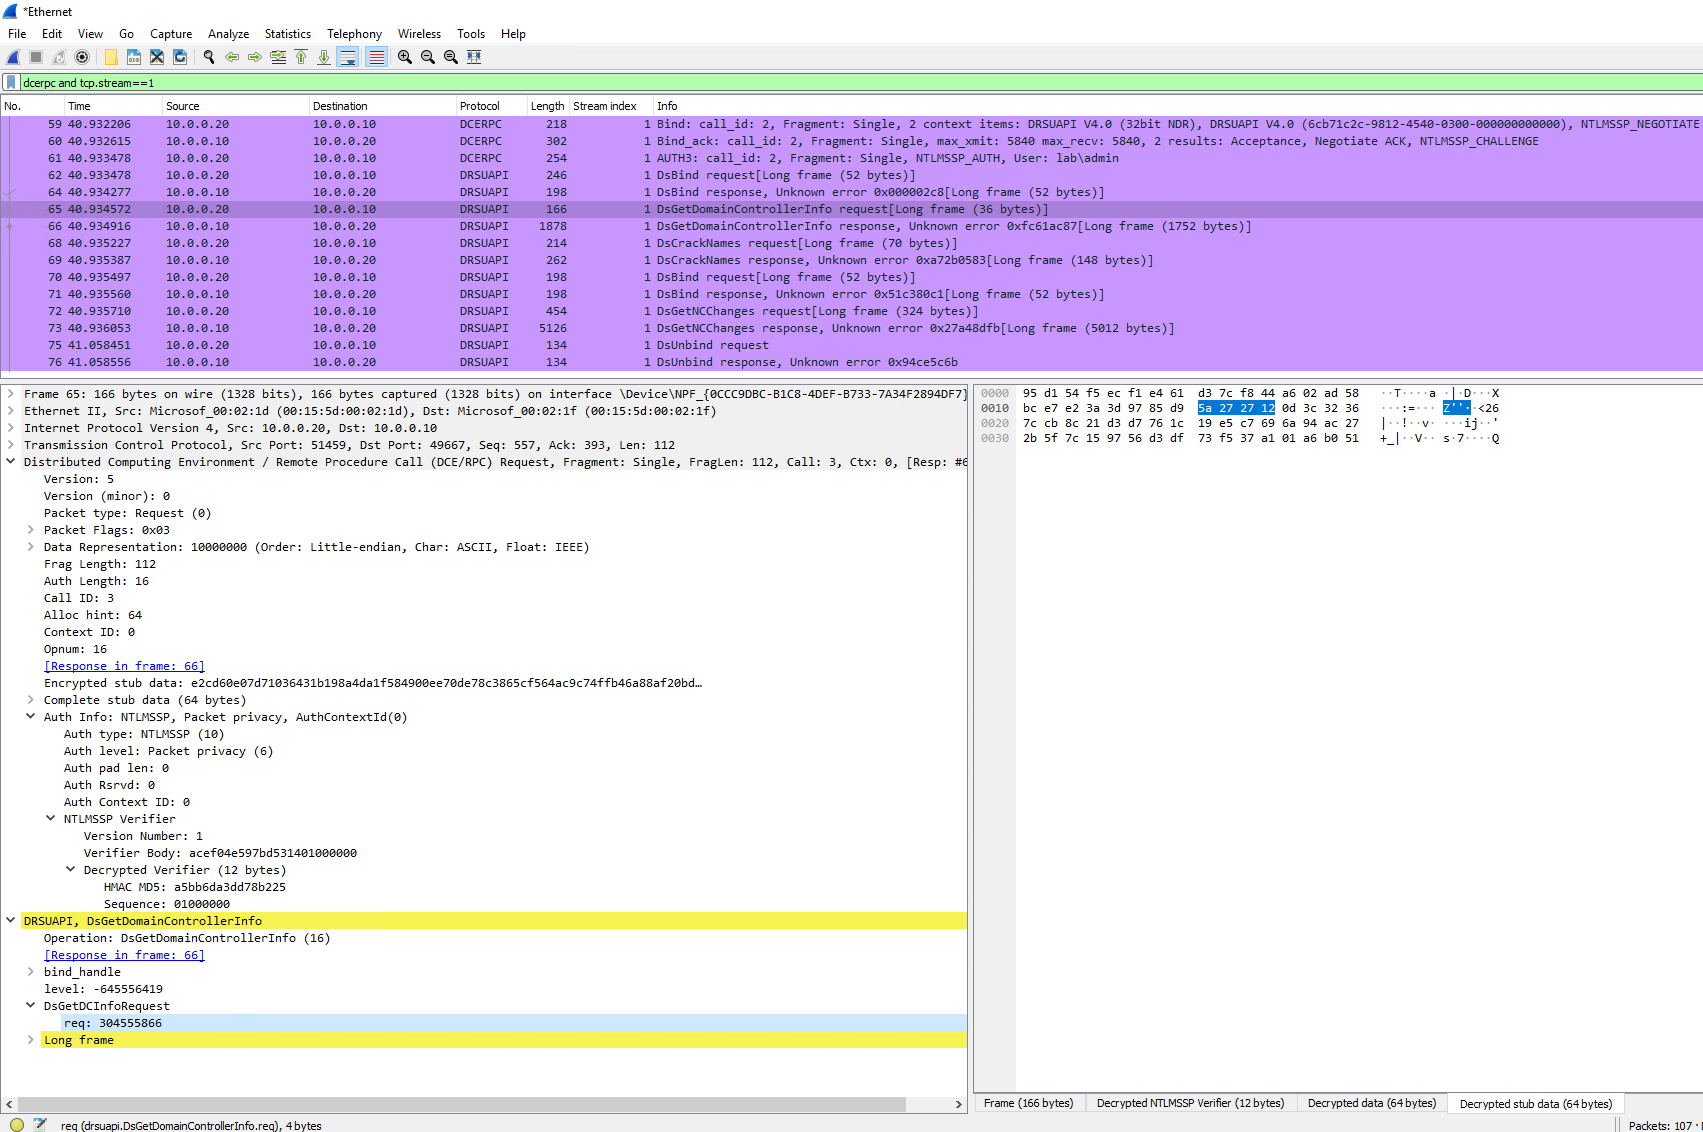 *Ethernet
File Edit View Go Capture Analyze Statistics Telephony Wireless Tools Help
dcerpc and tcp.stream==1
No. Time Source Destination Protocol Length Stream index Info
59 40.932206 10.0.0.20 10.0.0.10 DCERPC 218 1 Bind: call_id: 2, Fragment: Single, 2 context items: DRSUAPI V4.0 (32bit NDR), DRSUAPI V4.0 (6cb71c2c-9812-4540-0300-000000000000), NTLMSSP_NEGOTIATE
60 40.932615 10.0.0.10 10.0.0.20 DCERPC 302 1 Bind_ack: call_id: 2, Fragment: Single, max_xmit: 5840 max_recv: 5840, 2 results: Acceptance, Negotiate ACK, NTLMSSP_CHALLENGE
61 40.933478 10.0.0.20 10.0.0.10 DCERPC 254 1 AUTH3: call_id: 2, Fragment: Single, NTLMSSP_AUTH, User: lab\admin
62 40.933478 10.0.0.20 10.0.0.10 DRSUAPI 246 1 DsBind request[Long frame (52 bytes)]
64 40.934277 10.0.0.10 10.0.0.20 DRSUAPI 198 1 DsBind response, Unknown error 0x000002c8[Long frame (52 bytes)]
65 40.934572 10.0.0.20 10.0.0.10 DRSUAPI 166 1 DsGetDomainControllerInfo request[Long frame (36 bytes)]
66 40.934916 10.0.0.10 10.0.0.20 DRSUAPI 1878 1 DsGetDomainControllerInfo response, Unknown error 0xfc61ac87[Long frame (1752 bytes)]
68 40.935227 10.0.0.20 10.0.0.10 DRSUAPI 214 1 DsCrackNames request[Long frame (70 bytes)]
69 40.935387 10.0.0.10 10.0.0.20 DRSUAPI 262 1 DsCrackNames response, Unknown error 0xa72b0583[Long frame (148 bytes)]
70 40.935497 10.0.0.20 10.0.0.10 DRSUAPI 198 1 DsBind request[Long frame (52 bytes)]
71 40.935560 10.0.0.10 10.0.0.20 DRSUAPI 198 1 DsBind response, Unknown error 0x51c380c1[Long frame (52 bytes)]
72 40.935710 10.0.0.20 10.0.0.10 DRSUAPI 454 1 DsGetNCChanges request[Long frame (324 bytes)]
73 40.936053 10.0.0.10 10.0.0.20 DRSUAPI 5126 1 DsGetNCChanges response, Unknown error 0x27a48dfb[Long frame (5012 bytes)]
75 41.058451 10.0.0.20 10.0.0.10 DRSUAPI 134 1 DsUnbind request
76 41.058556 10.0.0.10 10.0.0.20 DRSUAPI 134 1 DsUnbind response, Unknown error 0x94ce5c6b
Frame 65: 166 bytes on wire (1328 bits), 166 bytes captured (1328 bits) on interface \Device\NPF_{0CCC9DBC-B1C8-4DEF-B733-7A34F2894DF7}
Ethernet II, Src: Microsof_00:02:1d (00:15:5d:00:02:1d), Dst: Microsof_00:02:1f (00:15:5d:00:02:1f)
Internet Protocol Version 4, Src: 10.0.0.20, Dst: 10.0.0.10
Transmission Control Protocol, Src Port: 51459, Dst Port: 49667, Seq: 557, Ack: 393, Len: 112
Distributed Computing Environment / Remote Procedure Call (DCE/RPC) Request, Fragment: Single, FragLen: 112, Call: 3, Ctx: 0, [Resp: #6
Version: 5
Version (minor): 0
Packet type: Request (0)
Packet Flags: 0x03
Data Representation: 10000000 (Order: Little-endian, Char: ASCII, Float: IEEE)
Frag Length: 112
Auth Length: 16
Call ID: 3
Alloc hint: 64
Context ID: 0
Opnum: 16
[Response in frame: 66]
Encrypted stub data: e2cd60e07d71036431b198a4da1f584900ee70de78c3865cf564ac9c74ffb46a88af20bd…
Complete stub data (64 bytes)
Auth Info: NTLMSSP, Packet privacy, AuthContextId(0)
Auth type: NTLMSSP (10)
Auth level: Packet privacy (6)
Auth pad len: 0
Auth Rsrvd: 0
Auth Context ID: 0
NTLMSSP Verifier
Version Number: 1
Verifier Body: acef04e597bd531401000000
Decrypted Verifier (12 bytes)
HMAC MD5: a5bb6da3dd78b225
Sequence: 01000000
DRSUAPI, DsGetDomainControllerInfo
Operation: DsGetDomainControllerInfo (16)
[Response in frame: 66]
bind_handle
level: -645556419
DsGetDCInfoRequest
req: 304555866
Long frame
0000 95 d1 54 f5 ec f1 e4 61 d3 7c f8 44 a6 02 ad 58 ··T····a ·|·D···X
0010 bc e7 e2 3a 3d 97 85 d9 5a 27 27 12 0d 3c 32 36 ···:=··· Z''··<26
0020 7c cb 8c 21 d3 d7 76 1c 19 e5 c7 69 6a 94 ac 27 |··!··v· ···ij··'
0030 2b 5f 7c 15 97 56 d3 df 73 f5 37 a1 01 a6 b0 51 +_|··V·· s·7····Q
Frame (166 bytes) Decrypted NTLMSSP Verifier (12 bytes) Decrypted data (64 bytes) Decrypted stub data (64 bytes)
req (drsuapi.DsGetDomainControllerInfo.req), 4 bytes
Packets: 107 ·